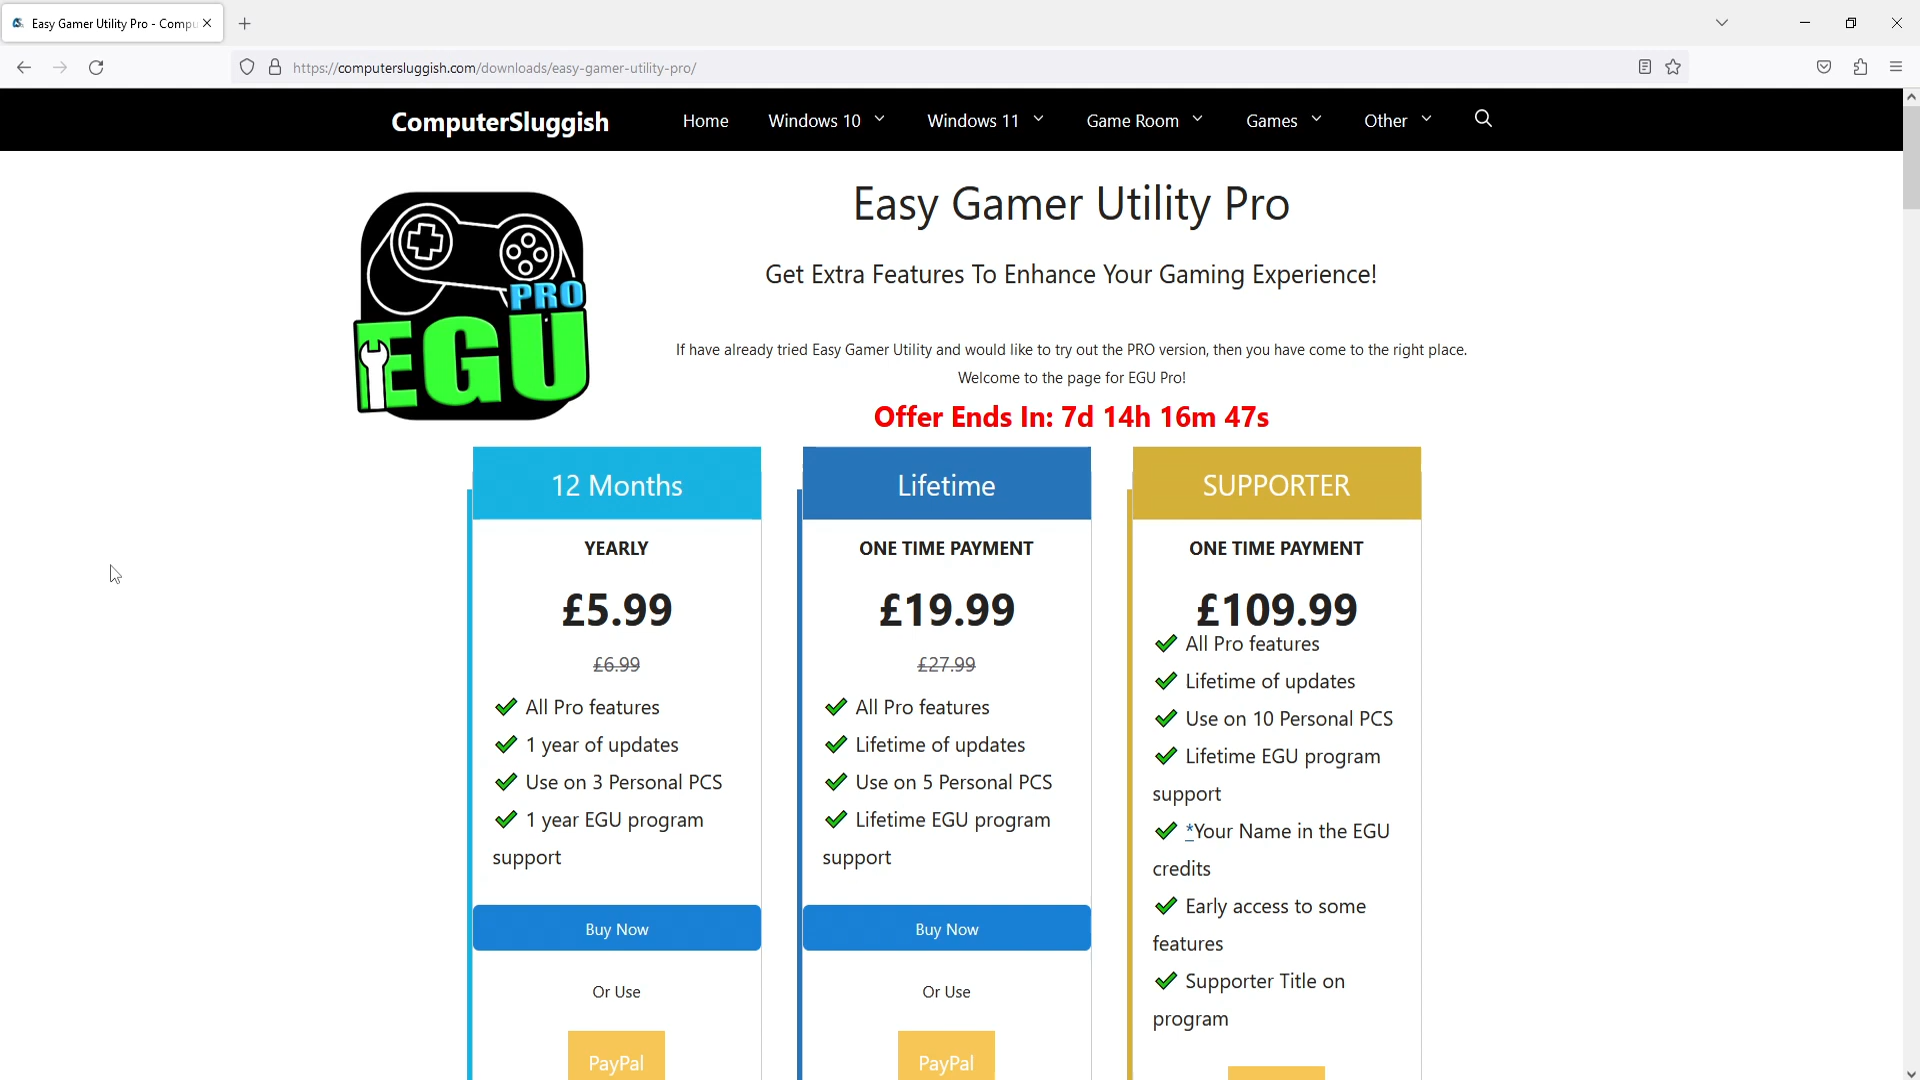 Easy Gamer Utility Pro - Compu
https://computersluggish.com/downloads/easy-gamer-utility-pro/
ComputerSluggish
Home
Windows 10
Windows 11
Game Room
Games
Other
PRO
EGU
Easy Gamer Utility Pro
Get Extra Features To Enhance Your Gaming Experience!
If have already tried Easy Gamer Utility and would like to try out the PRO version, then you have come to the right place.
Welcome to the page for EGU Pro!
Offer Ends In: 7d 14h 16m 47s
12 Months
YEARLY
£5.99
£6.99
All Pro features
1 year of updates
Use on 3 Personal PCS
1 year EGU program
support
Buy Now
Or Use
PayPal
Lifetime
ONE TIME PAYMENT
£19.99
£27.99
All Pro features
Lifetime of updates
Use on 5 Personal PCS
Lifetime EGU program
support
Buy Now
Or Use
PayPal
SUPPORTER
ONE TIME PAYMENT
£109.99
All Pro features
Lifetime of updates
Use on 10 Personal PCS
Lifetime EGU program
support
*Your Name in the EGU
credits
Early access to some
features
Supporter Title on
program